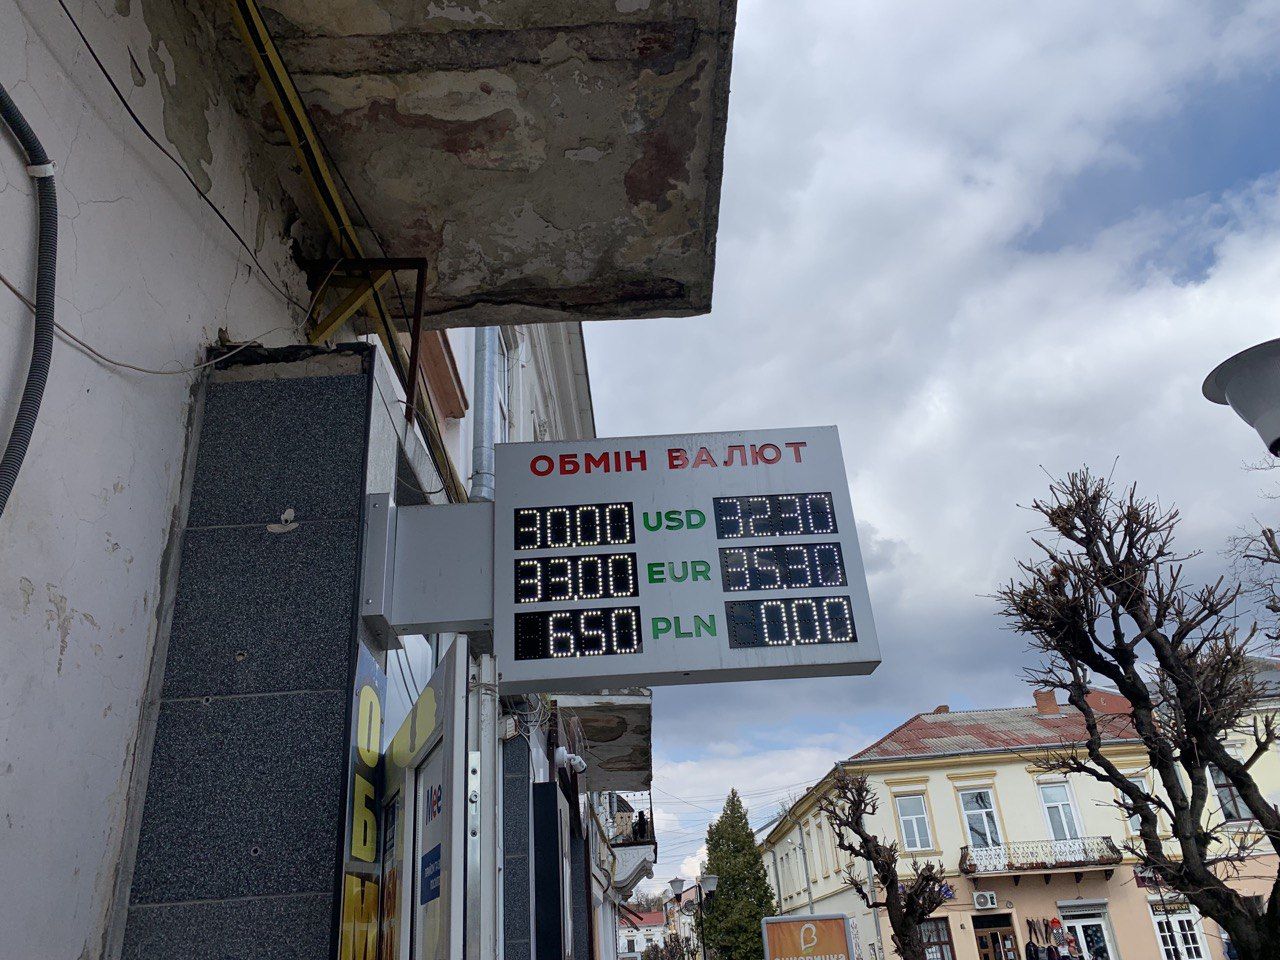 ОБМІН ВАЛЮТ
30.00 USD 32.30
33.00 EUR 35.30
6.50 PLN 0.00